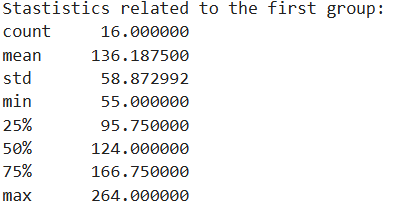 Stastistics related to the first group:
count     16.000000
mean     136.187500
std       58.872992
min       55.000000
25%       95.750000
50%      124.000000
75%      166.750000
max      264.000000